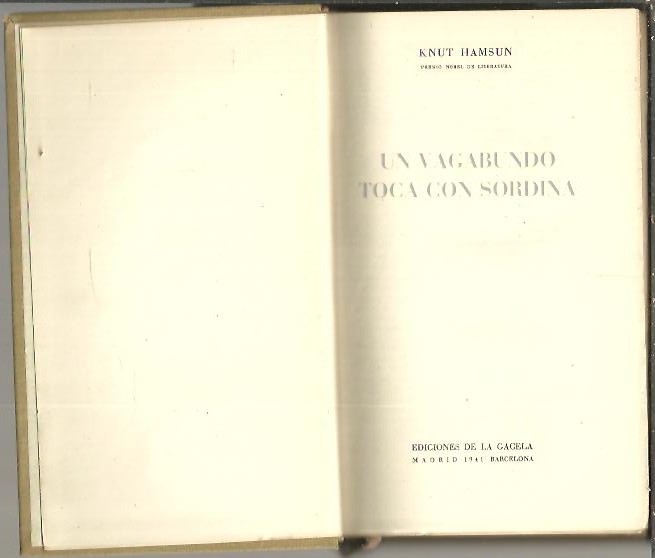 KNUT HAMSUN
PREMIO NOBEL DE LITERATURA
UN VAGABUNDO
TOCA CON SORDINA
EDICIONES DE LA GACELA
MADRID 1941 BARCELONA